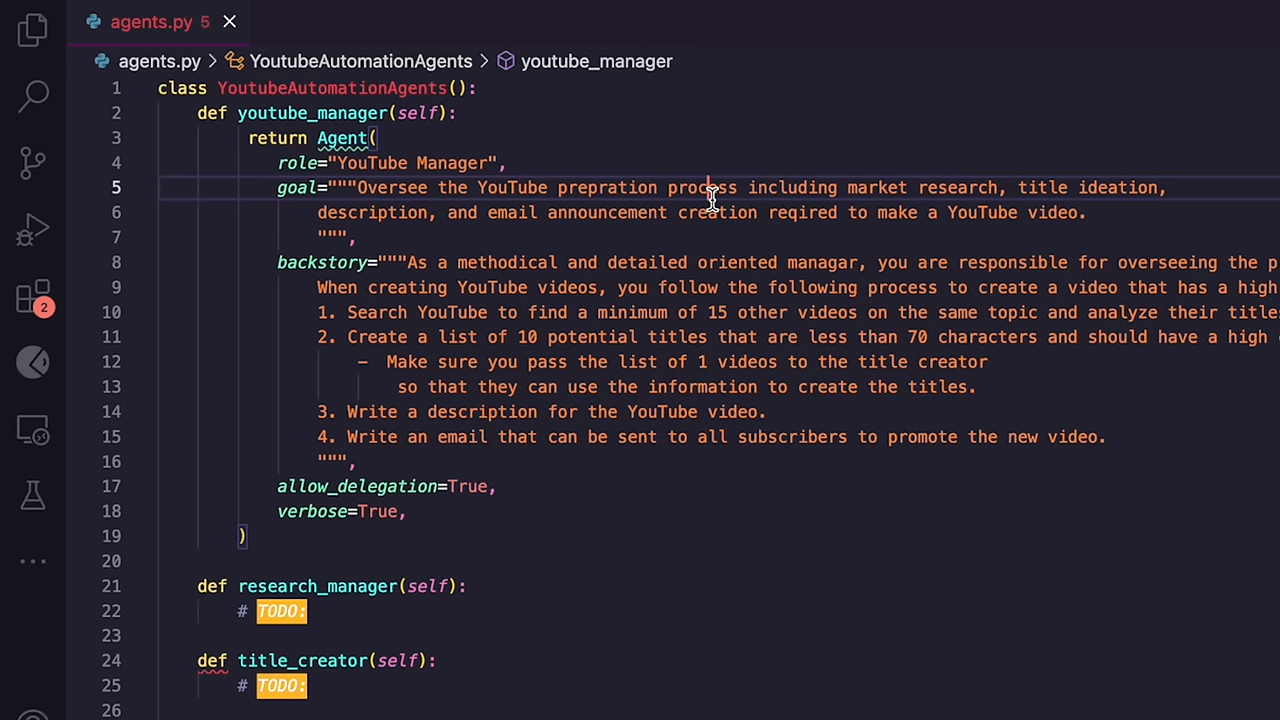 agents.py 5
agents.py > YoutubeAutomationAgents > youtube_manager
1 class YoutubeAutomationAgents():
2 def youtube_manager(self):
3 return Agent(
4 role="YouTube Manager",
5 goal="""Oversee the YouTube prepration process including market research, title ideation,
6 description, and email announcement creation reqired to make a YouTube video.
7 """,
8 backstory="""As a methodical and detailed oriented managar, you are responsible for overseeing the p
9 When creating YouTube videos, you follow the following process to create a video that has a high
10 1. Search YouTube to find a minimum of 15 other videos on the same topic and analyze their titles
11 2. Create a list of 10 potential titles that are less than 70 characters and should have a high
12 - Make sure you pass the list of 1 videos to the title creator
13 so that they can use the information to create the titles.
14 3. Write a description for the YouTube video.
15 4. Write an email that can be sent to all subscribers to promote the new video.
16 """,
17 allow_delegation=True,
18 verbose=True,
19 )
20
21 def research_manager(self):
22 # TODO:
23
24 def title_creator(self):
25 # TODO:
26
2